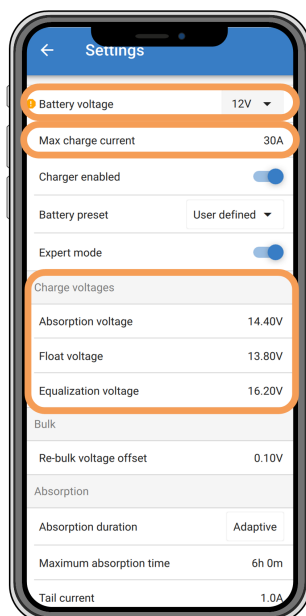 Settings
Battery voltage 12V
Max charge current 30A
Charger enabled
Battery preset User defined
Expert mode
Charge voltages
Absorption voltage 14.40V
Float voltage 13.80V
Equalization voltage 16.20V
Bulk
Re-bulk voltage offset 0.10V
Absorption
Absorption duration Adaptive
Maximum absorption time 6h 0m
Tail current 1.0A